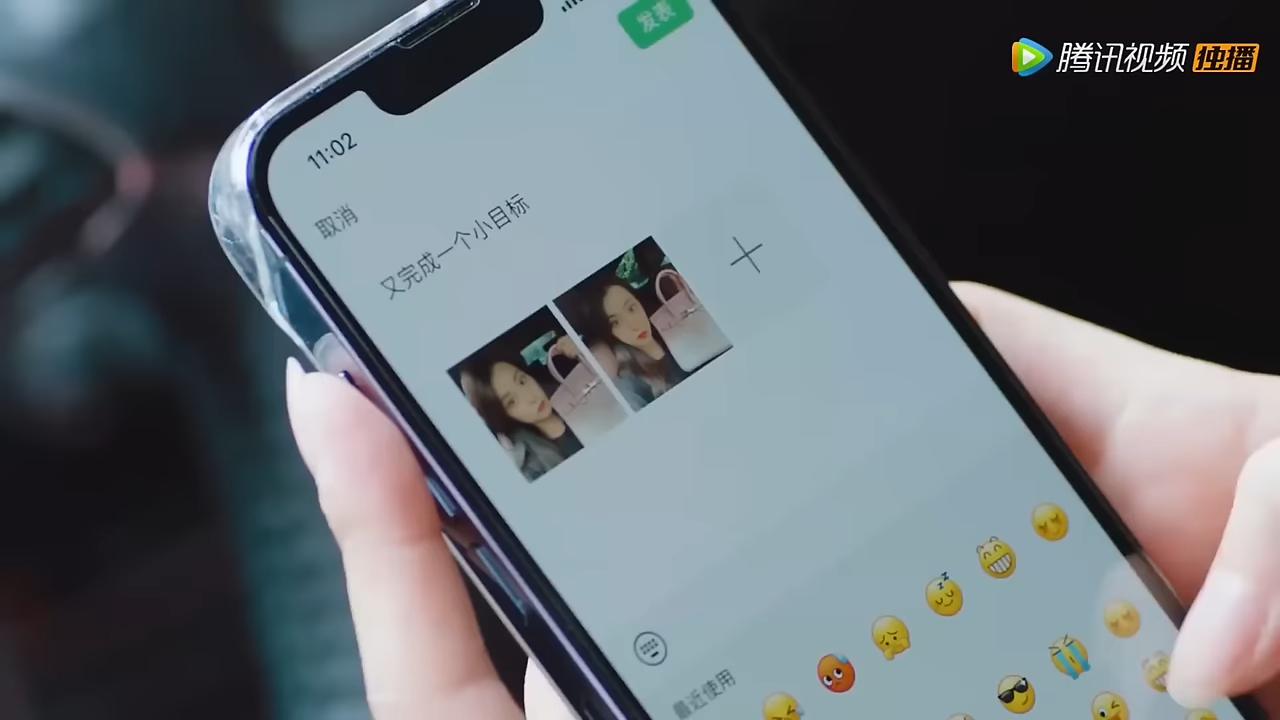 腾讯视频 独播
发表
11:02
取消
又完成一个小目标
最近使用